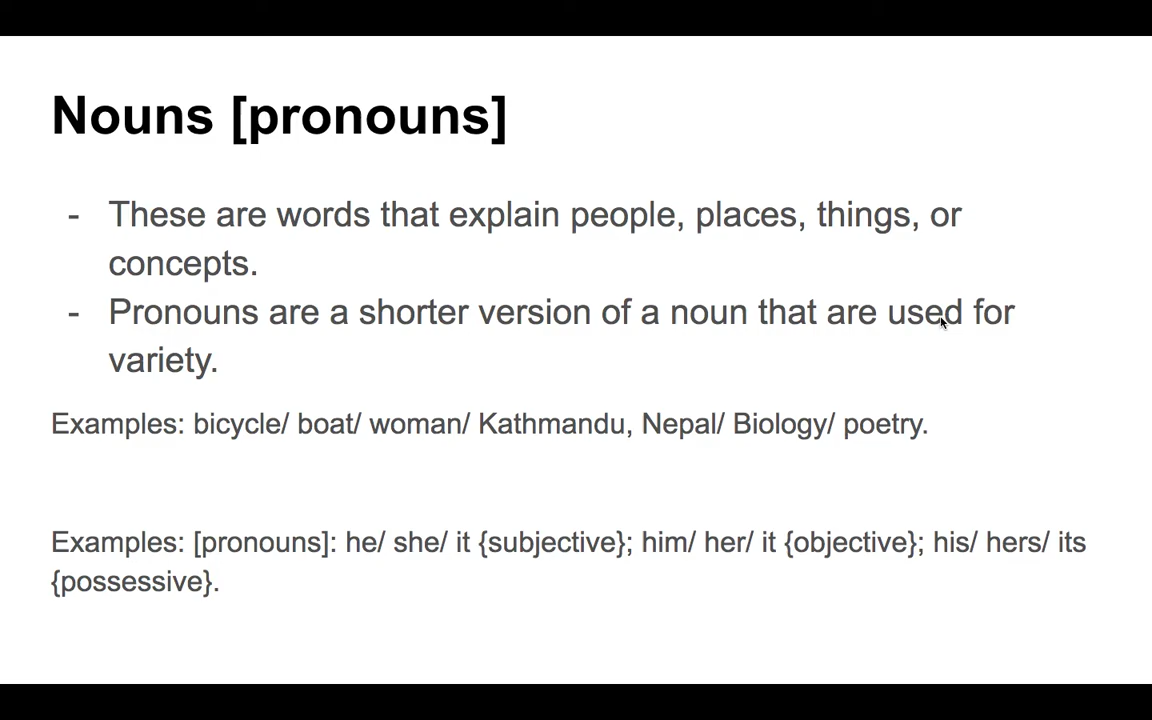 Nouns [pronouns]
- These are words that explain people, places, things, or
concepts.
- Pronouns are a shorter version of a noun that are used for
variety.
Examples: bicycle/ boat/ woman/ Kathmandu, Nepal/ Biology/ poetry.
Examples: [pronouns]: he/ she/ it {subjective}; him/ her/ it {objective}; his/ hers/ its
{possessive}.